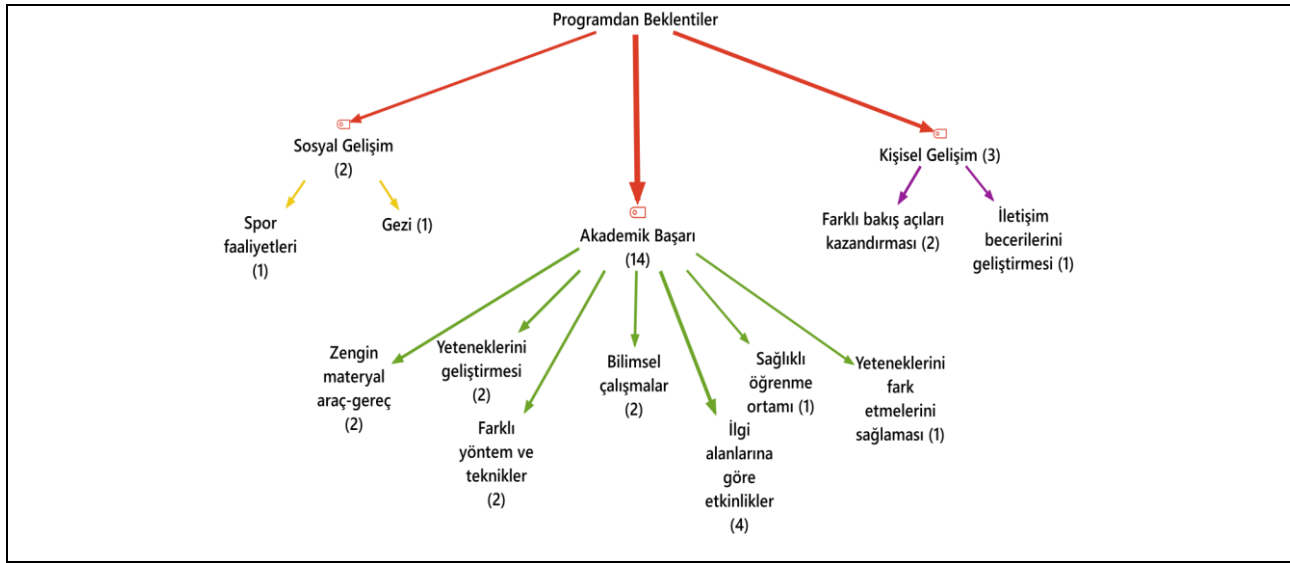 Programdan Beklentiler
Sosyal Gelişim
(2)
Spor
faaliyetleri
(1)
Gezi (1)
Akademik Başarı
(14)
Zengin
materyal
araç-gereç
(2)
Yeteneklerini
geliştirmesi
(2)
Farklı
yöntem ve
teknikler
(2)
Bilimsel
çalışmalar
(2)
İlgi
alanlarına
göre
etkinlikler
(4)
Sağlıklı
öğrenme
ortamı (1)
Yeteneklerini
fark
etmelerini
sağlaması (1)
Kişisel Gelişim (3)
Farklı bakış açıları
kazandırması (2)
İletişim
becerilerini
geliştirmesi (1)